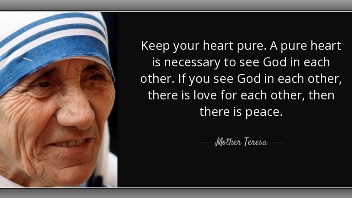 Keep your heart pure. A pure heart
is necessary to see God in each
other. If you see God in each other,
there is love for each other, then
there is peace.
Mother Teresa